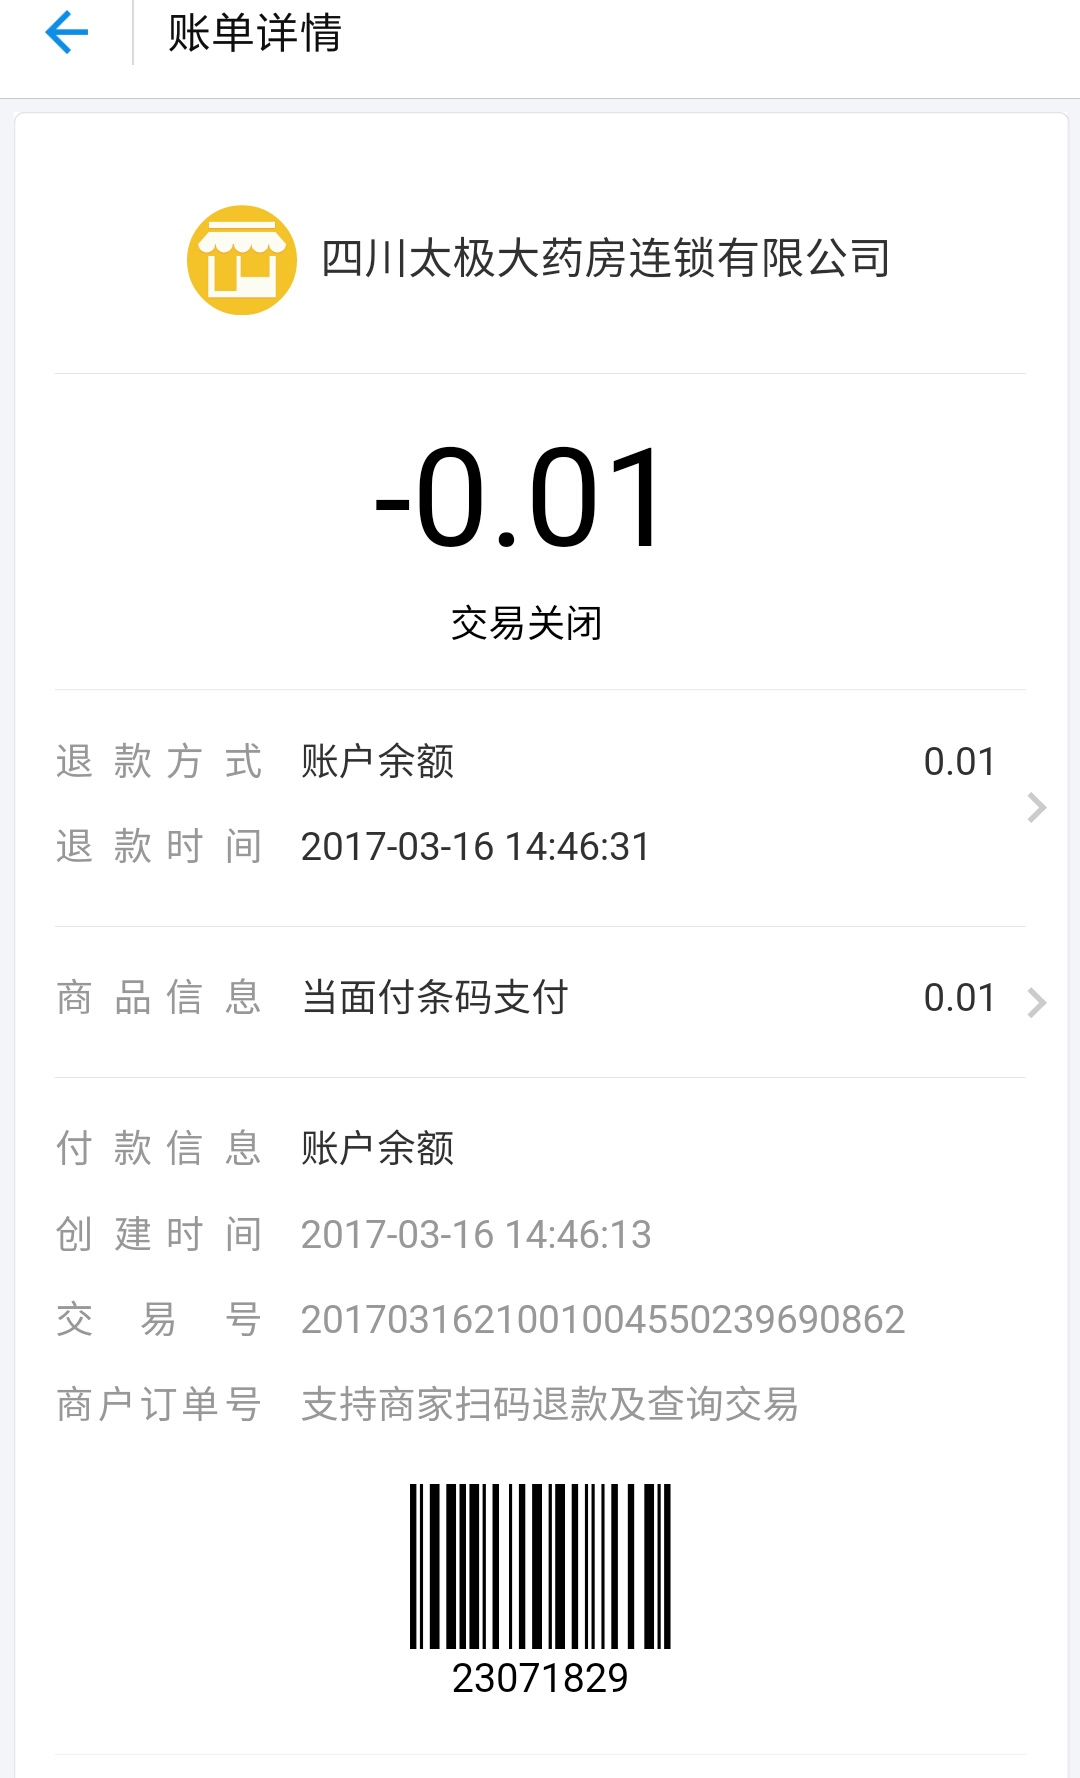 账单详情
四川太极大药房连锁有限公司
-0.01
交易关闭
退款方式 账户余额 0.01
退款时间 2017-03-16 14:46:31
商品信息 当面付条码支付 0.01
付款信息 账户余额
创建时间 2017-03-16 14:46:13
交易号 2017031621001004550239690862
商户订单号 支持商家扫码退款及查询交易
23071829